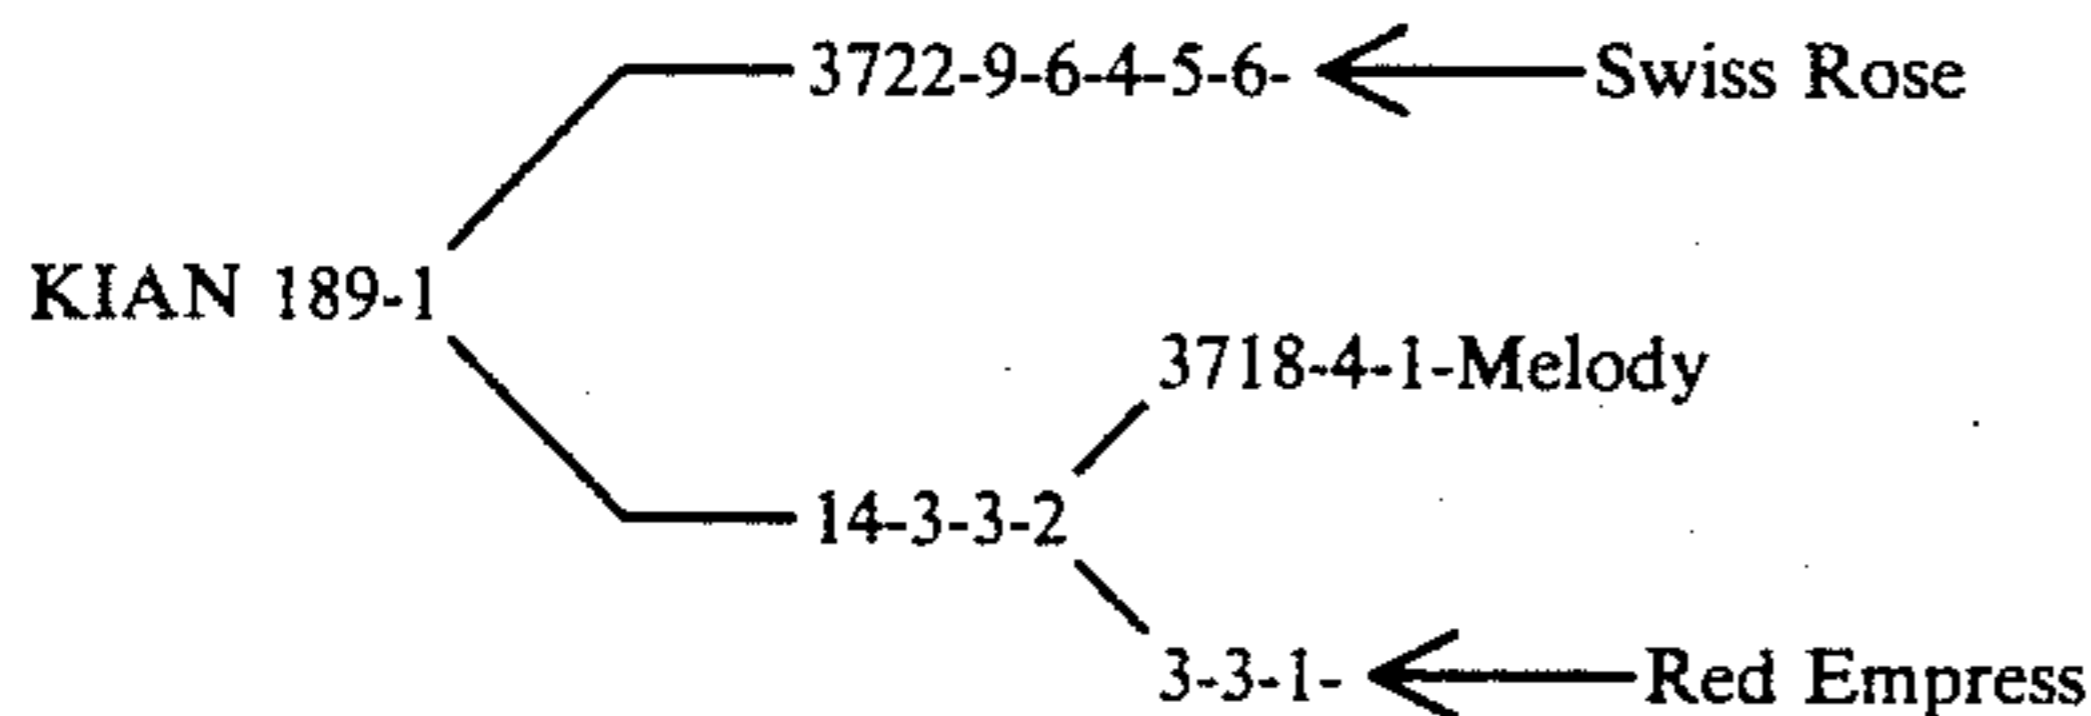 3722-9-6-4-5-6- Swiss Rose
KIAN 189-1
3718-4-1-Melody
14-3-3-2
3-3-1- Red Empress